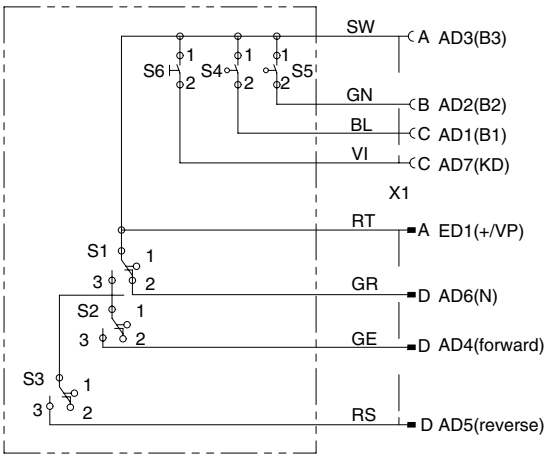 SW A AD3(B3)
1 1 1
S6 S4 S5
2 2 2
GN B AD2(B2)
BL C AD1(B1)
VI C AD7(KD)
X1
RT A ED1(+/VP)
S1 1
3 2 GR D AD6(N)
S2 1
3 2 GE D AD4(forward)
S3 1
3 2 RS D AD5(reverse)